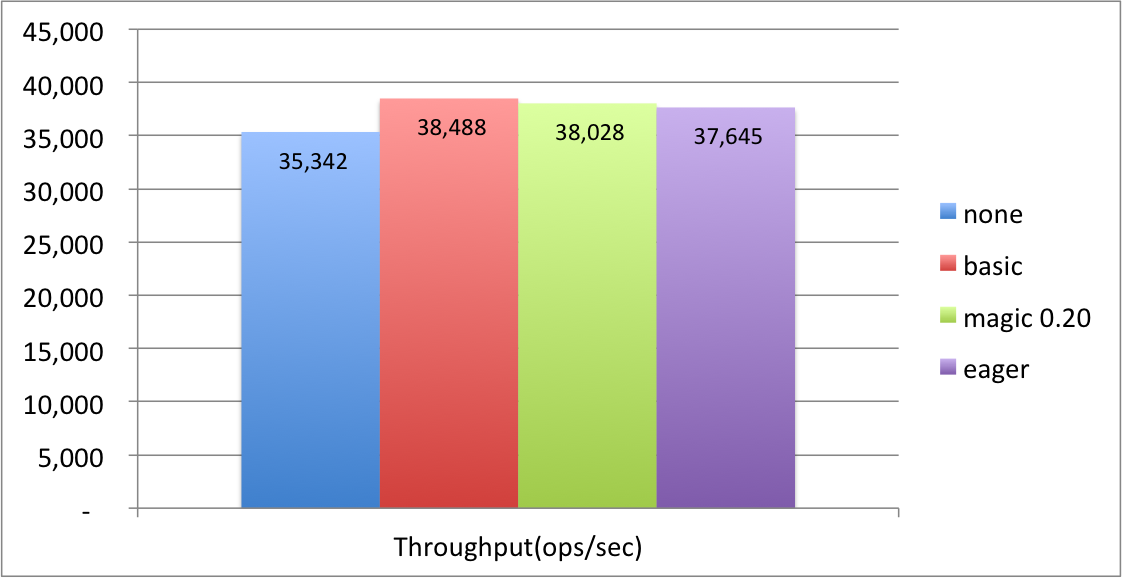 45,000
40,000
35,000
30,000
25,000
20,000
15,000
10,000
5,000
-
35,342
38,488
38,028
37,645
Throughput(ops/sec)
none
basic
magic 0.20
eager